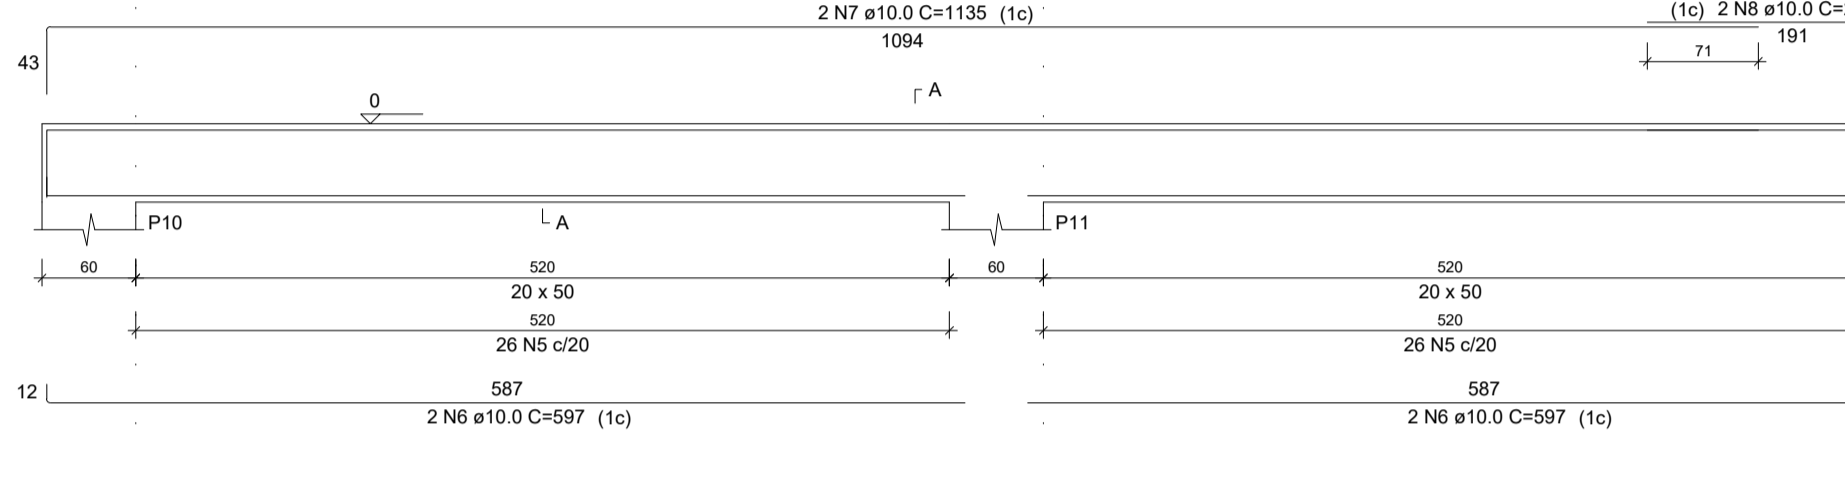 2 N7 ø10.0 C=1135 (1c)
(1c) 2 N8 ø10.0 C=
1094
191
71
43
A
0
P10
A
P11
60
520
60
520
20 x 50
20 x 50
520
520
26 N5 c/20
26 N5 c/20
12
587
587
2 N6 ø10.0 C=597 (1c)
2 N6 ø10.0 C=597 (1c)